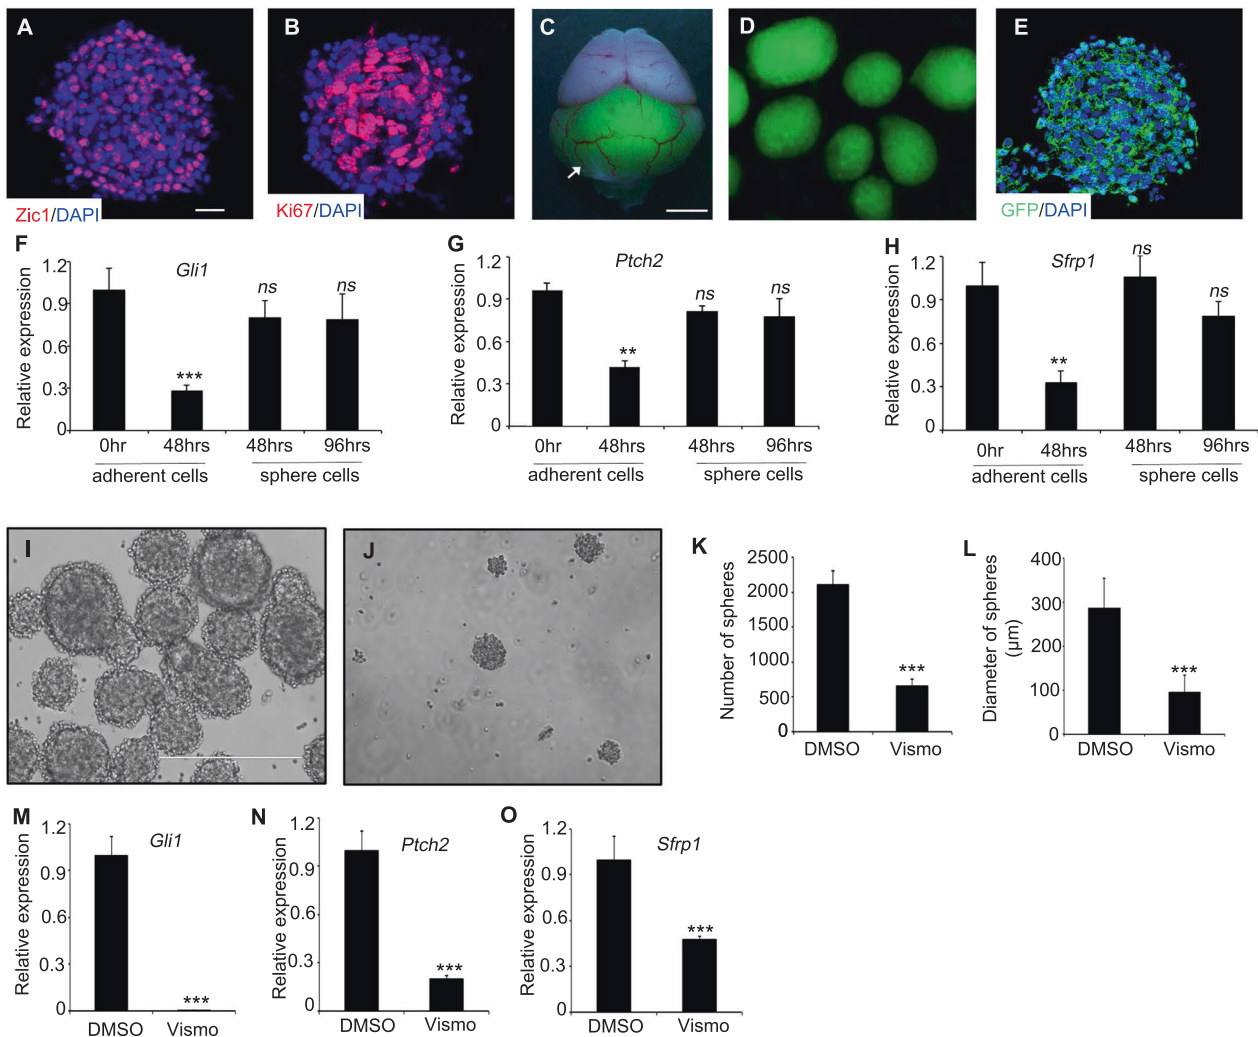 A
B
C
D
E
Zic1/DAPI
Ki67/DAPI
GFP/DAPI
F
Gli1
Relative expression
1.2
0.9
0.6
0.3
0
***
ns
ns
0hr 48hrs 48hrs 96hrs
adherent cells sphere cells
G
Ptch2
Relative expression
1.2
0.9
0.6
0.3
0
**
ns
ns
0hr 48hrs 48hrs 96hrs
adherent cells sphere cells
H
Sfrp1
Relative expression
1.2
0.9
0.6
0.3
0
**
ns
ns
0hr 48hrs 48hrs 96hrs
adherent cells sphere cells
I
J
K
Number of spheres
2500
2000
1500
1000
500
0
***
DMSO Vismo
L
Diameter of spheres
(µm)
400
300
200
100
0
***
DMSO Vismo
M
Gli1
Relative expression
1.2
0.9
0.6
0.3
0
***
DMSO Vismo
N
Ptch2
Relative expression
1.2
0.9
0.6
0.3
0
***
DMSO Vismo
O
Sfrp1
Relative expression
1.2
0.9
0.6
0.3
0
***
DMSO Vismo